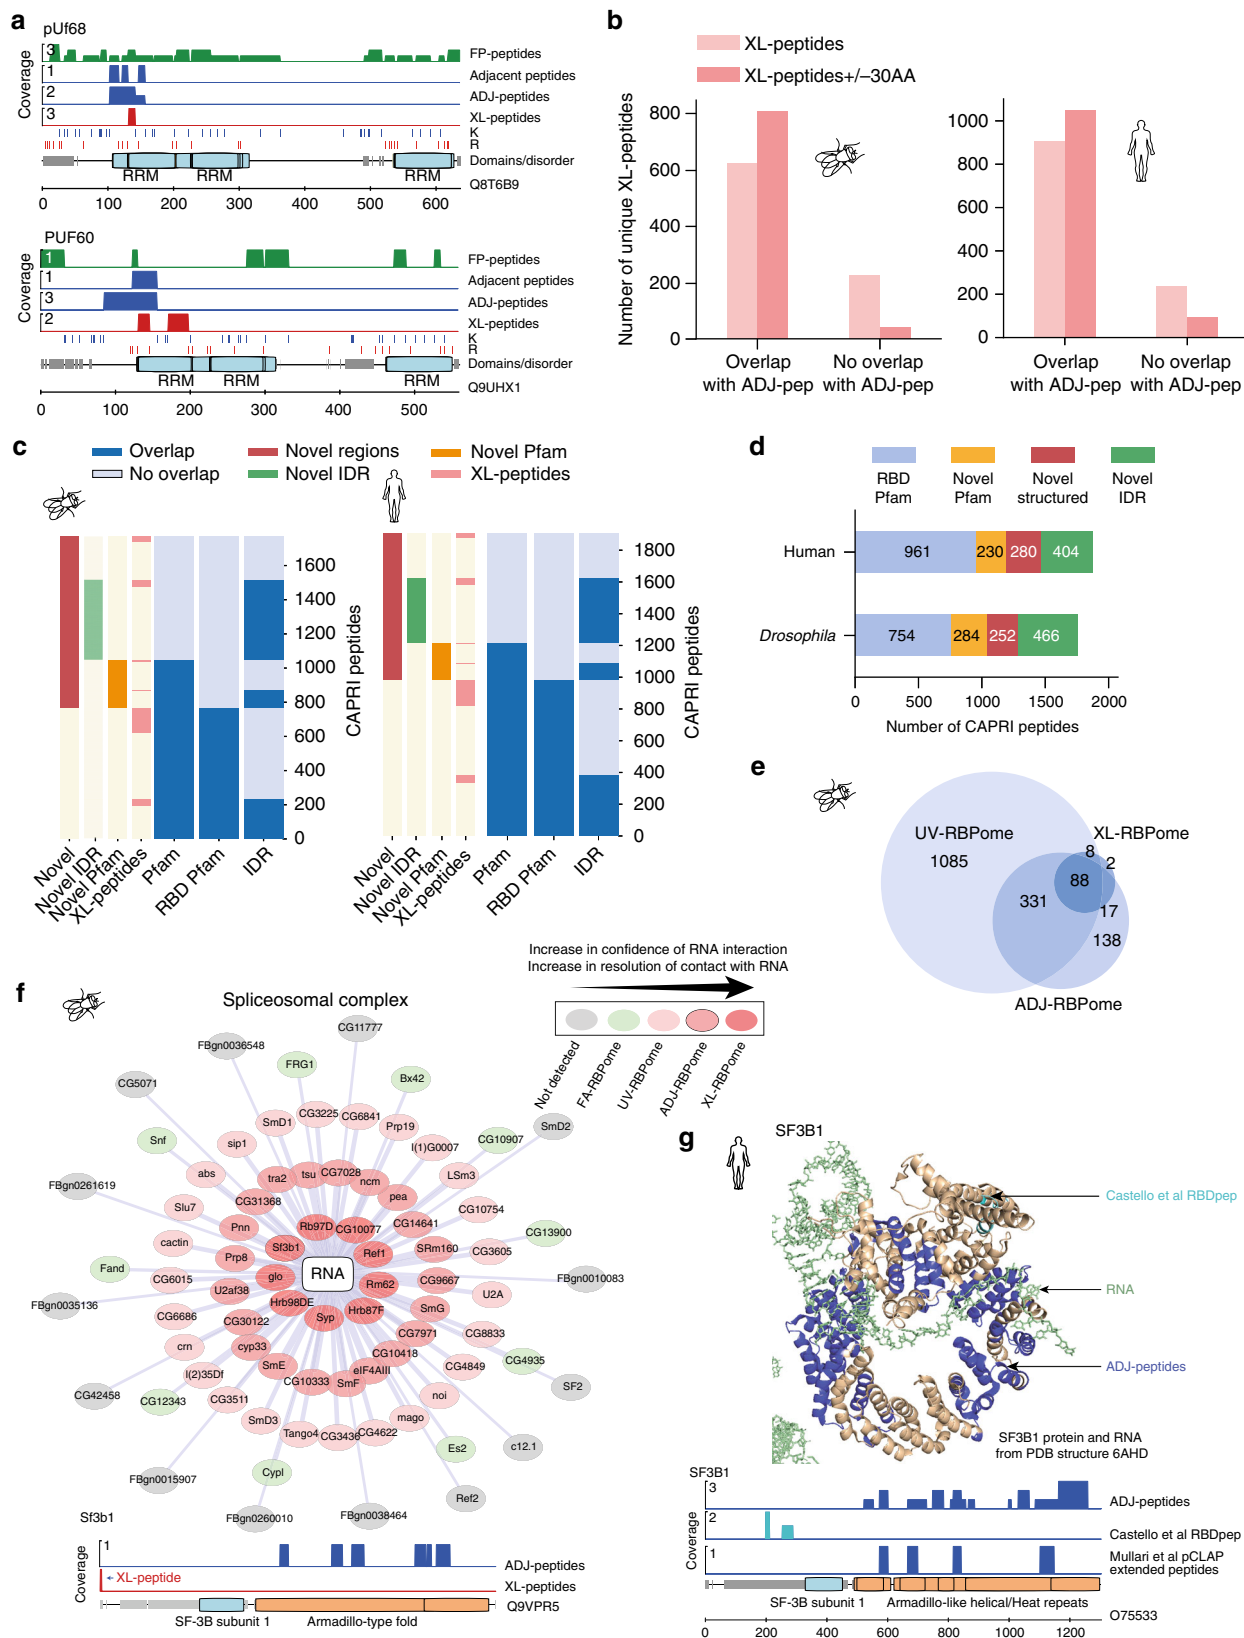 a
pUf68
Coverage
3
FP-peptides
1
Adjacent peptides
2
ADJ-peptides
3
XL-peptides
K
R
Domains/disorder
RRM RRM RRM
Q8T6B9
0 100 200 300 400 500 600
PUF60
Coverage
1
FP-peptides
1
Adjacent peptides
3
ADJ-peptides
2
XL-peptides
K
R
Domains/disorder
RRM RRM RRM
Q9UHX1
0 100 200 300 400 500
b
XL-peptides
XL-peptides+/–30AA
Number of unique XL-peptides
800
600
400
200
0
Overlap with ADJ-pep
No overlap with ADJ-pep
1000
800
600
400
200
0
Overlap with ADJ-pep
No overlap with ADJ-pep
c
Overlap
No overlap
Novel regions
Novel IDR
Novel Pfam
XL-peptides
1600
1400
1200
1000
800
600
400
200
0
CAPRI peptides
Novel
Novel IDR
Novel Pfam
XL-peptides
Pfam
RBD Pfam
IDR
1800
1600
1400
1200
1000
800
600
400
200
0
CAPRI peptides
Novel
Novel IDR
Novel Pfam
XL-peptides
Pfam
RBD Pfam
IDR
d
RBD Pfam
Novel Pfam
Novel structured
Novel IDR
Human
961 230 280 404
Drosophila
754 284 252 466
0 500 1000 1500 2000
Number of CAPRI peptides
e
UV-RBPome
1085
XL-RBPome
8
2
88
331
17
138
ADJ-RBPome
Increase in confidence of RNA interaction
Increase in resolution of contact with RNA
Not detected
FA-RBPome
UV-RBPome
ADJ-RBPome
XL-RBPome
f
Spliceosomal complex
CG11777
FBgn0036548
FRG1
Bx42
CG5071
SmD2
SmD1
CG3225
CG6841
Prp19
Snf
sip1
l(1)G0007
CG10907
abs
tra2
tsu
CG7028
ncm
LSm3
FBgn0261619
CG31368
pea
Slu7
CG10754
Pnn
Rb97D
CG10077
CG14641
CG13900
cactin
Prp8
Sf3b1
Ref1
SRm160
CG3605
Fand
CG6015
glo
RNA
Rm62
CG9667
FBgn0010083
U2af38
U2A
FBgn0035136
Hrb98DE
Hrb87F
SmG
CG6686
CG30122
Syp
CG7971
CG8833
crn
cyp33
CG10418
CG4935
l(2)35Df
SmE
eIF4AIII
CG4849
SF2
CG42458
CG12343
CG3511
CG10333
SmF
noi
SmD3
mago
Tango4
CG3436
CG4622
Es2
c12.1
FBgn0015907
Cypl
Ref2
FBgn0260010
FBgn0038464
Sf3b1
Coverage
1
ADJ-peptides
XL-peptide
XL-peptides
Q9VPR5
SF-3B subunit 1
Armadillo-type fold
g
SF3B1
Castello et al RBDpep
RNA
ADJ-peptides
SF3B1 protein and RNA
from PDB structure 6AHD
SF3B1
Coverage
3
ADJ-peptides
2
Castello et al RBDpep
1
Mullari et al pCLAP
extended peptides
SF-3B subunit 1
Armadillo-like helical/Heat repeats
O75533
0 200 400 600 800 1000 1200